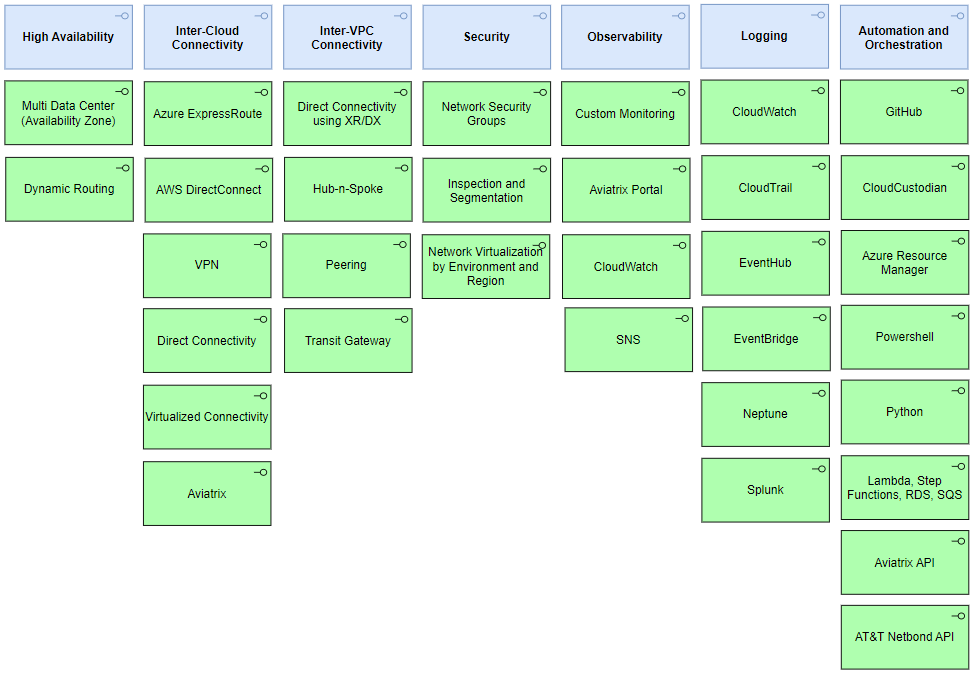 High Availability
Inter-Cloud
Connectivity
Inter-VPC
Connectivity
Security
Observability
Logging
Automation and
Orchestration
Multi Data Center
(Availability Zone)
Dynamic Routing
Azure ExpressRoute
AWS DirectConnect
VPN
Direct Connectivity
Virtualized Connectivity
Aviatrix
Direct Connectivity
using XR/DX
Hub-n-Spoke
Peering
Transit Gateway
Network Security
Groups
Inspection and
Segmentation
Network Virtualization
by Environment and
Region
Custom Monitoring
Aviatrix Portal
CloudWatch
SNS
CloudWatch
CloudTrail
EventHub
EventBridge
Neptune
Splunk
GitHub
CloudCustodian
Azure Resource
Manager
Powershell
Python
Lambda, Step
Functions, RDS, SQS
Aviatrix API
AT&T Netbond API